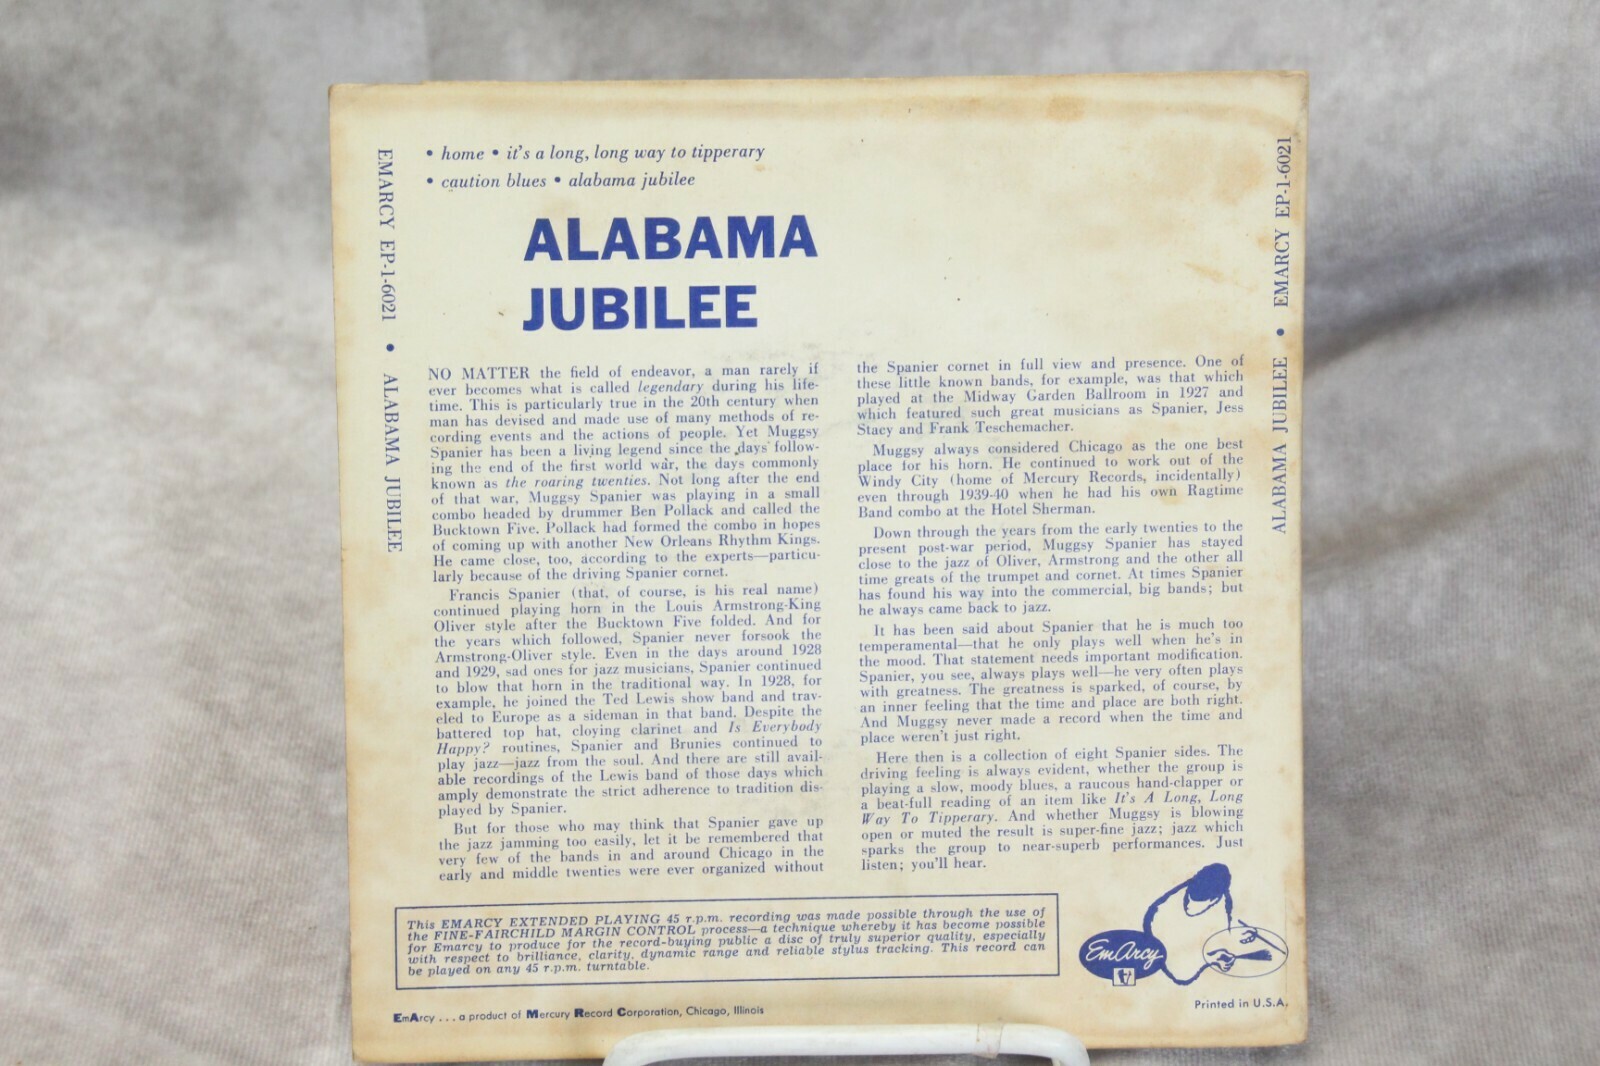 • home • it's a long, long way to tipperary
• caution blues • alabama jubilee
ALABAMA
JUBILEE
EMARCY EP-1-6021 • ALABAMA JUBILEE
NO MATTER the field of endeavor, a man rarely if
ever becomes what is called legendary during his life-
time. This is particularly true in the 20th century when
man has devised and made use of many methods of re-
cording events and the actions of people. Yet Muggsy
Spanier has been a living legend since the days follow-
ing the end of the first world war, the days commonly
known as the roaring twenties. Not long after the end
of that war, Muggsy Spanier was playing in a small
combo headed by drummer Ben Pollack and called the
Bucktown Five. Pollack had formed the combo in hopes
of coming up with another New Orleans Rhythm Kings.
He came close, too, according to the experts—particu-
larly because of the driving Spanier cornet.
Francis Spanier (that, of course, is his real name)
continued playing horn in the Louis Armstrong-King
Oliver style after the Bucktown Five folded. And for
the years which followed, Spanier never forsook the
Armstrong-Oliver style. Even in the days around 1928
and 1929, sad ones for jazz musicians, Spanier continued
to blow that horn in the traditional way. In 1928, for
example, he joined the Ted Lewis show band and trav-
eled to Europe as a sideman in that band. Despite the
battered top hat, cloying clarinet and Is Everybody
Happy? routines, Spanier and Brunies continued to
play jazz—jazz from the soul. And there are still avail-
able recordings of the Lewis band of those days which
amply demonstrate the strict adherence to tradition dis-
played by Spanier.
But for those who may think that Spanier gave up
the jazz jamming too easily, let it be remembered that
very few of the bands in and around Chicago in the
early and middle twenties were ever organized without
the Spanier cornet in full view and presence. One of
these little known bands, for example, was that which
played at the Midway Garden Ballroom in 1927 and
which featured such great musicians as Spanier, Jess
Stacy and Frank Teschemacher.
Muggsy always considered Chicago as the one best
place for his horn. He continued to work out of the
Windy City (home of Mercury Records, incidentally)
even through 1939-40 when he had his own Ragtime
Band combo at the Hotel Sherman.
Down through the years from the early twenties to the
present post-war period, Muggsy Spanier has stayed
close to the jazz of Oliver, Armstrong and the other all
time greats of the trumpet and cornet. At times Spanier
has found his way into the commercial, big bands; but
he always came back to jazz.
It has been said about Spanier that he is much too
temperamental—that he only plays well when he's in
the mood. That statement needs important modification.
Spanier, you see, always plays well—he very often plays
with greatness. The greatness is sparked, of course, by
an inner feeling that the time and place are both right.
And Muggsy never made a record when the time and
place weren't just right.
Here then is a collection of eight Spanier sides. The
driving feeling is always evident, whether the group is
playing a slow, moody blues, a raucous hand-clapper or
a beat-full reading of an item like It's A Long, Long
Way To Tipperary. And whether Muggsy is blowing
open or muted the result is super-fine jazz; jazz which
sparks the group to near-superb performances. Just
listen; you'll hear.
ALABAMA JUBILEE • EMARCY EP-1-6021
This EMARCY EXTENDED PLAYING 45 r.p.m. recording was made possible through the use of
the FINE-FAIRCHILD MARGIN CONTROL process—a technique whereby it has become possible
for Emarcy to produce for the record-buying public a disc of truly superior quality, especially
with respect to brilliance, clarity, dynamic range and reliable stylus tracking. This record can
be played on any 45 r.p.m. turntable.
EmArcy
EmArcy . . . a product of Mercury Record Corporation, Chicago, Illinois
Printed in U.S.A.